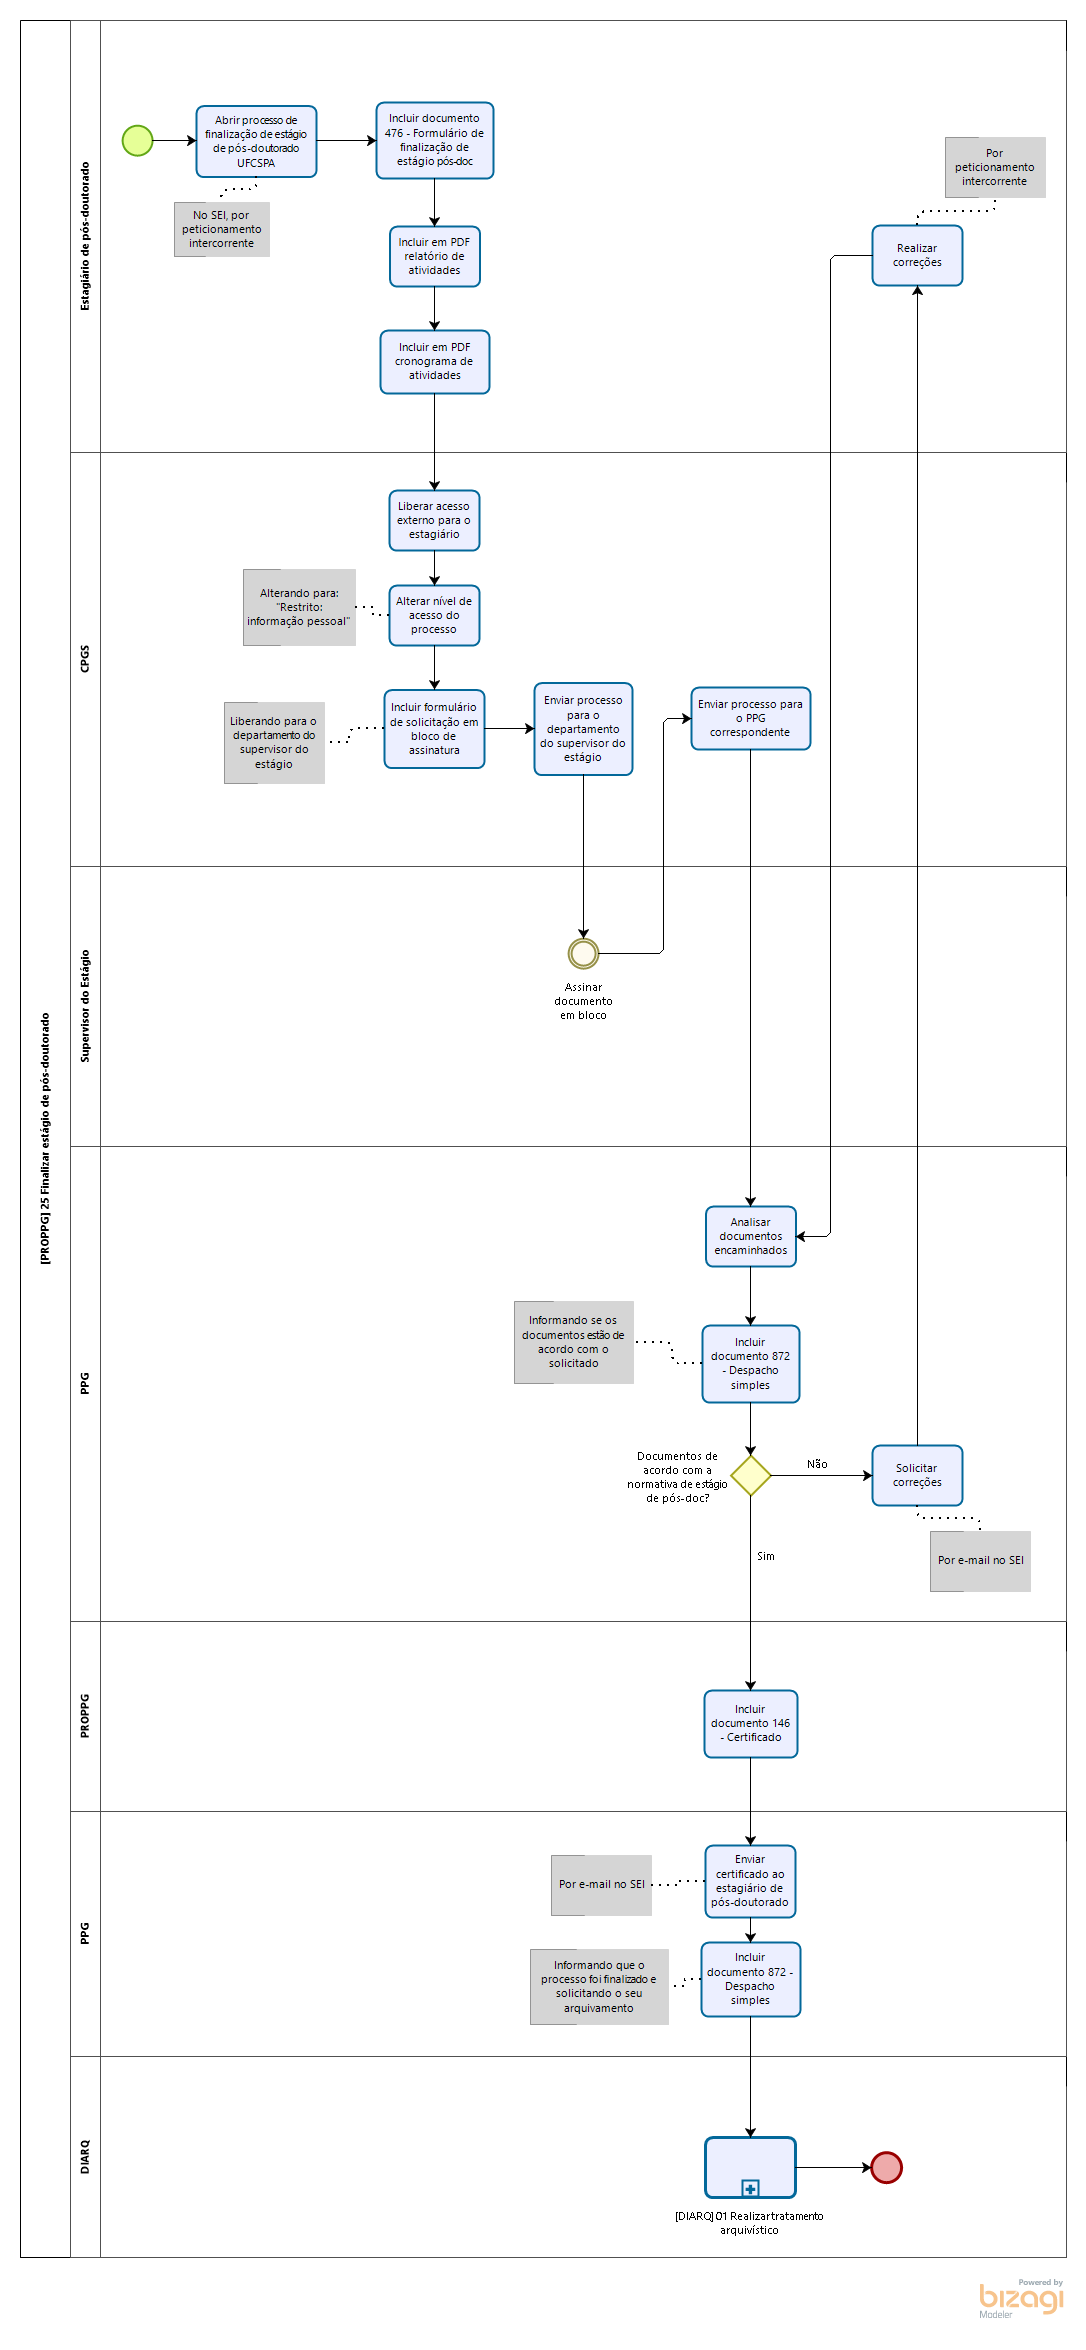 [PROPPG] 25 Finalizar estágio de pós-doutorado
Estagiário de pós-doutorado
Abrir processo de
finalização de estágio
de pós-doutorado
UFCSPA
No SEI, por
peticionamento
intercorrente
Incluir documento
476 - Formulário de
finalização de
estágio pós-doc
Incluir em PDF
relatório de
atividades
Incluir em PDF
cronograma de
atividades
Por
peticionamento
intercorrente
Realizar
correções
CPGS
Liberar acesso
externo para o
estagiário
Alterando para:
"Restrito:
informação pessoal"
Alterar nível de
acesso do
processo
Liberando para o
departamento do
supervisor do
estágio
Incluir formulário
de solicitação em
bloco de
assinatura
Enviar processo
para o
departamento
do supervisor do
estágio
Enviar processo para
o PPG
correspondente
Supervisor do Estágio
Assinar
documento
em bloco
PPG
Analisar
documentos
encaminhados
Informando se os
documentos estão de
acordo com o
solicitado
Incluir
documento 872
- Despacho
simples
Documentos de
acordo com a
normativa de estágio
de pós-doc?
Não
Solicitar
correções
Por e-mail no SEI
Sim
PROPPG
Incluir
documento 146
- Certificado
PPG
Por e-mail no SEI
Enviar
certificado ao
estagiário de
pós-doutorado
Informando que o
processo foi finalizado e
solicitando o seu
arquivamento
Incluir
documento 872 -
Despacho
simples
DIARQ
[DIARQ] 01 Realizar tratamento
arquivístico
Powered by
bizagi
Modeler